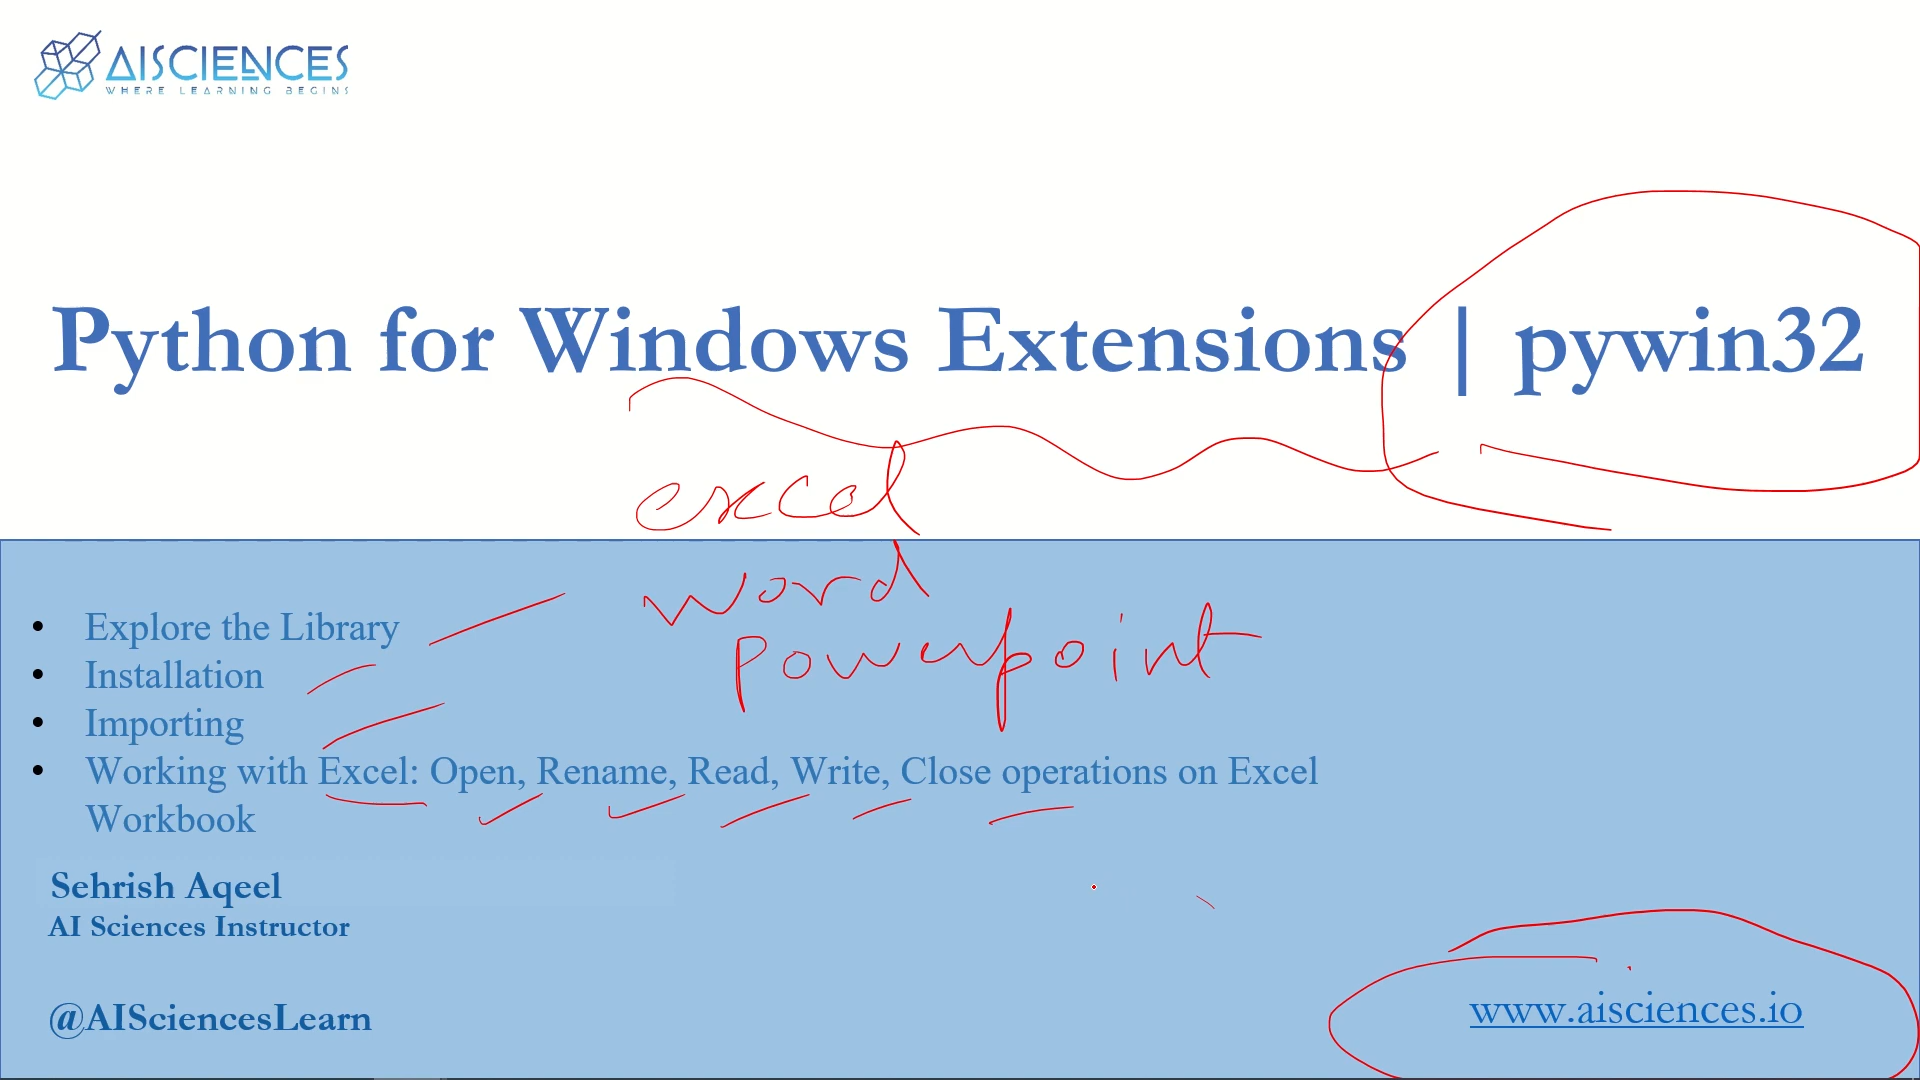 AISCIENCES
WHERE LEARNING BEGINS
Python for Windows Extensions | pywin32
excel
word
powerpoint
• Explore the Library
• Installation
• Importing
• Working with Excel: Open, Rename, Read, Write, Close operations on Excel
Workbook
Sehrish Aqeel
AI Sciences Instructor
@AISciencesLearn
www.aisciences.io